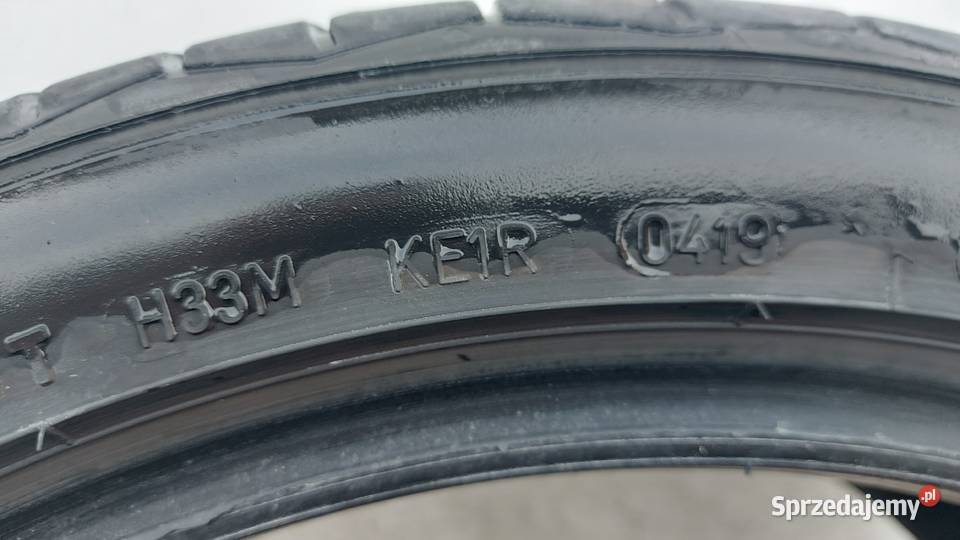 T H33M KE1R 0419
Sprzedajemy.pl